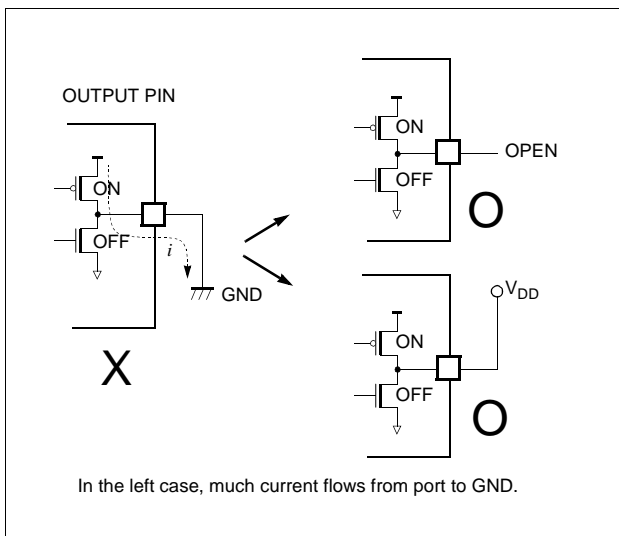 OUTPUT PIN
ON
OFF
i
GND
X
ON
OFF
OPEN
O
ON
OFF
VDD
O
In the left case, much current flows from port to GND.